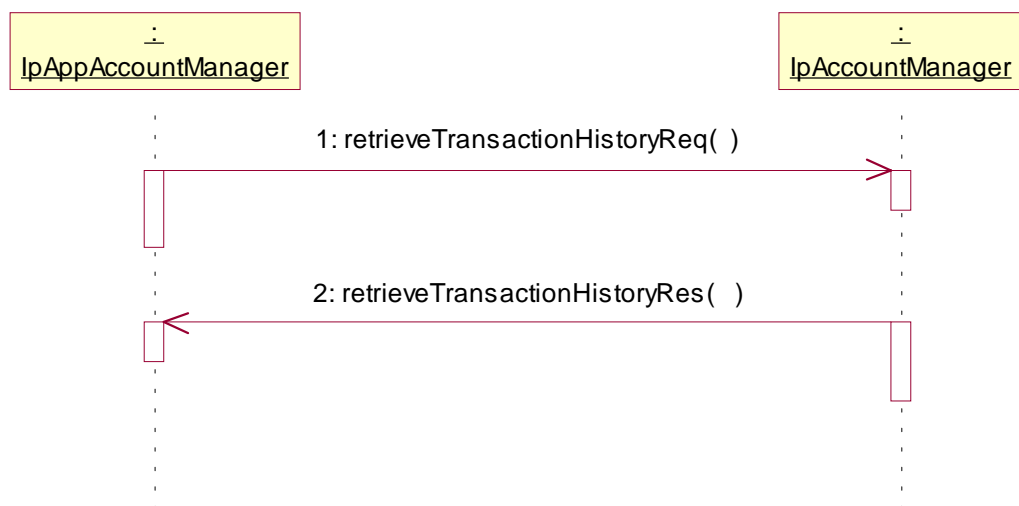 :
IpAppAccountManager
:
IpAccountManager
1: retrieveTransactionHistoryReq( )
2: retrieveTransactionHistoryRes( )